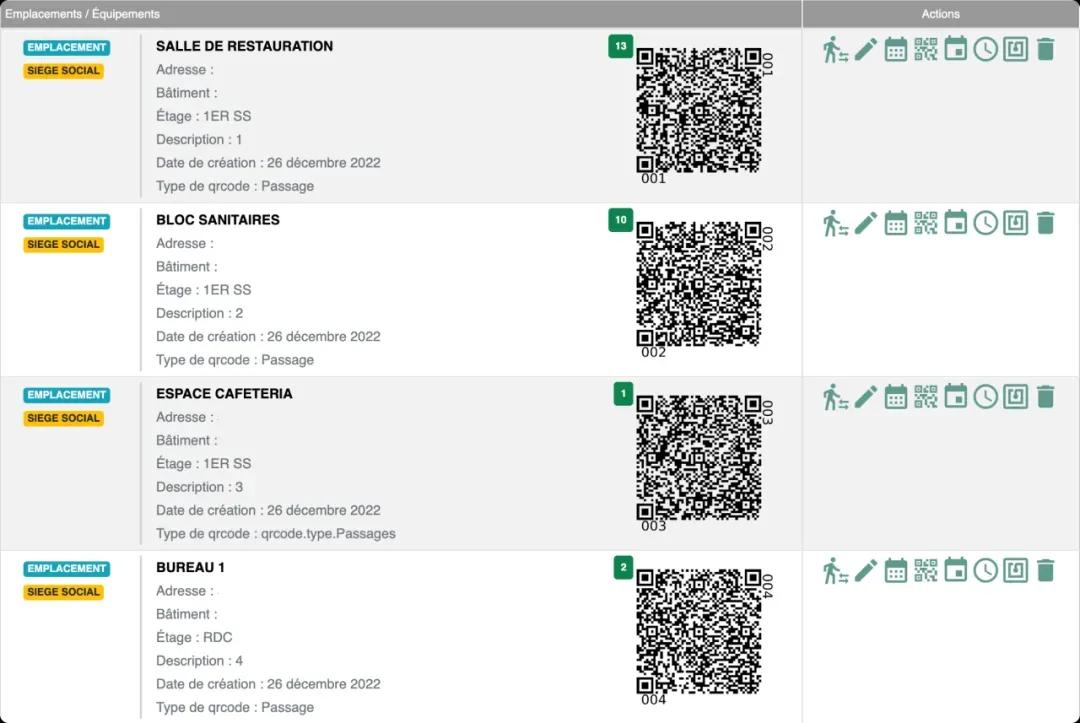 Emplacements / Équipements
Actions
EMPLACEMENT
SIEGE SOCIAL
SALLE DE RESTAURATION
Adresse :
Bâtiment :
Étage : 1ER SS
Description : 1
Date de création : 26 décembre 2022
Type de qrcode : Passage
13
001
001
EMPLACEMENT
SIEGE SOCIAL
BLOC SANITAIRES
Adresse :
Bâtiment :
Étage : 1ER SS
Description : 2
Date de création : 26 décembre 2022
Type de qrcode : Passage
10
002
002
EMPLACEMENT
SIEGE SOCIAL
ESPACE CAFETERIA
Adresse :
Bâtiment :
Étage : 1ER SS
Description : 3
Date de création : 26 décembre 2022
Type de qrcode : qrcode.type.Passages
1
003
003
EMPLACEMENT
SIEGE SOCIAL
BUREAU 1
Adresse :
Bâtiment :
Étage : RDC
Description : 4
Date de création : 26 décembre 2022
Type de qrcode : Passage
2
004
004